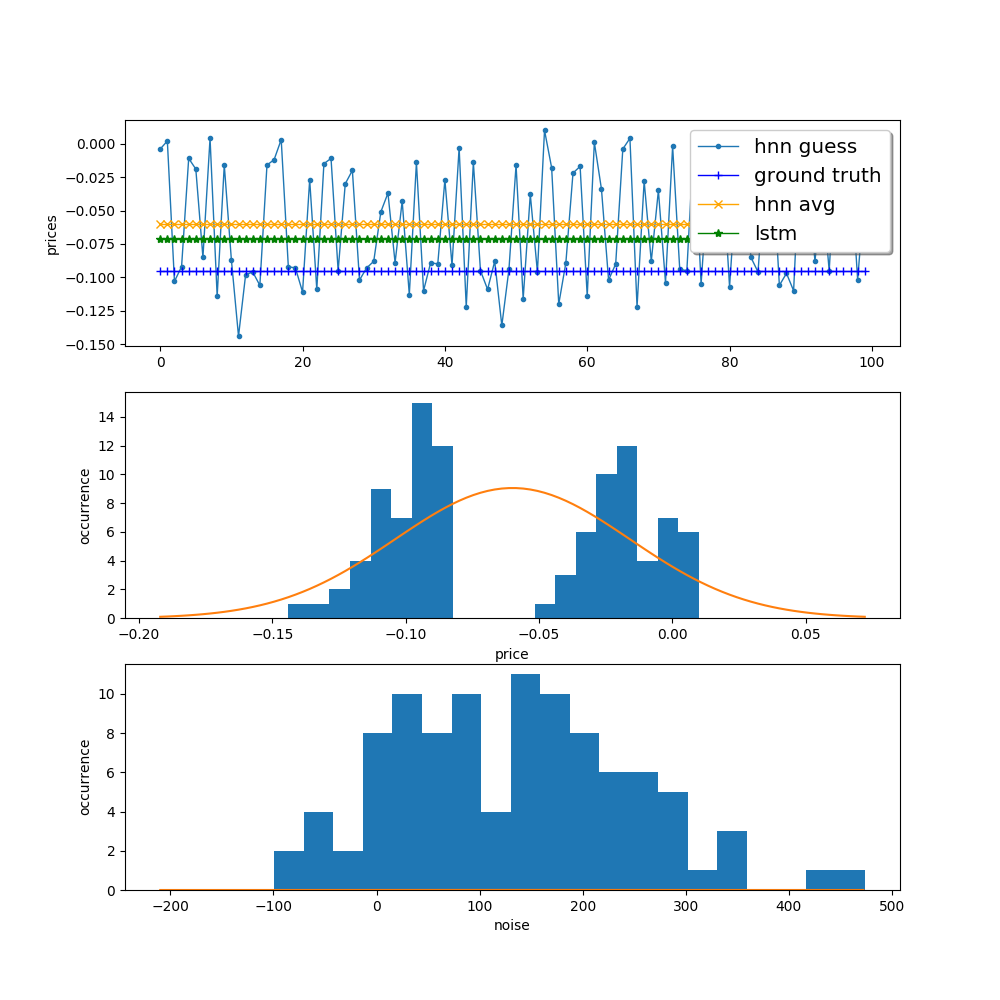 0.000
−0.025
−0.050
−0.075
−0.100
−0.125
−0.150
prices
hnn guess
ground truth
hnn avg
lstm
0 20 40 60 80 100
14
12
10
8
6
4
2
0
occurrence
−0.20 −0.15 −0.10 −0.05 0.00 0.05
price
10
8
6
4
2
0
occurrence
−200 −100 0 100 200 300 400 500
noise